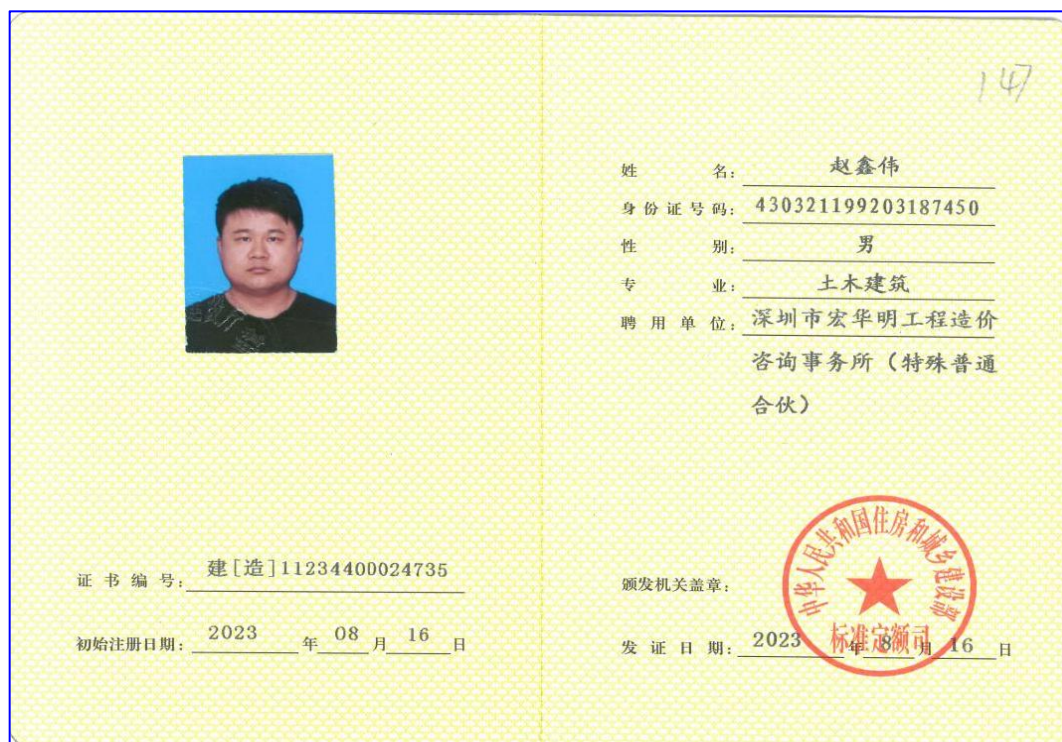 147
姓名：赵鑫伟
身份证号码：430321199203187450
性别：男
专业：土木建筑
聘用单位：深圳市宏华明工程造价
咨询事务所（特殊普通
合伙）
证书编号：建[造]11234400024735
初始注册日期：2023年08月16日
颁发机关盖章：
中华人民共和国住房和城乡建设部
标准定额司
发证日期：2023年8月16日